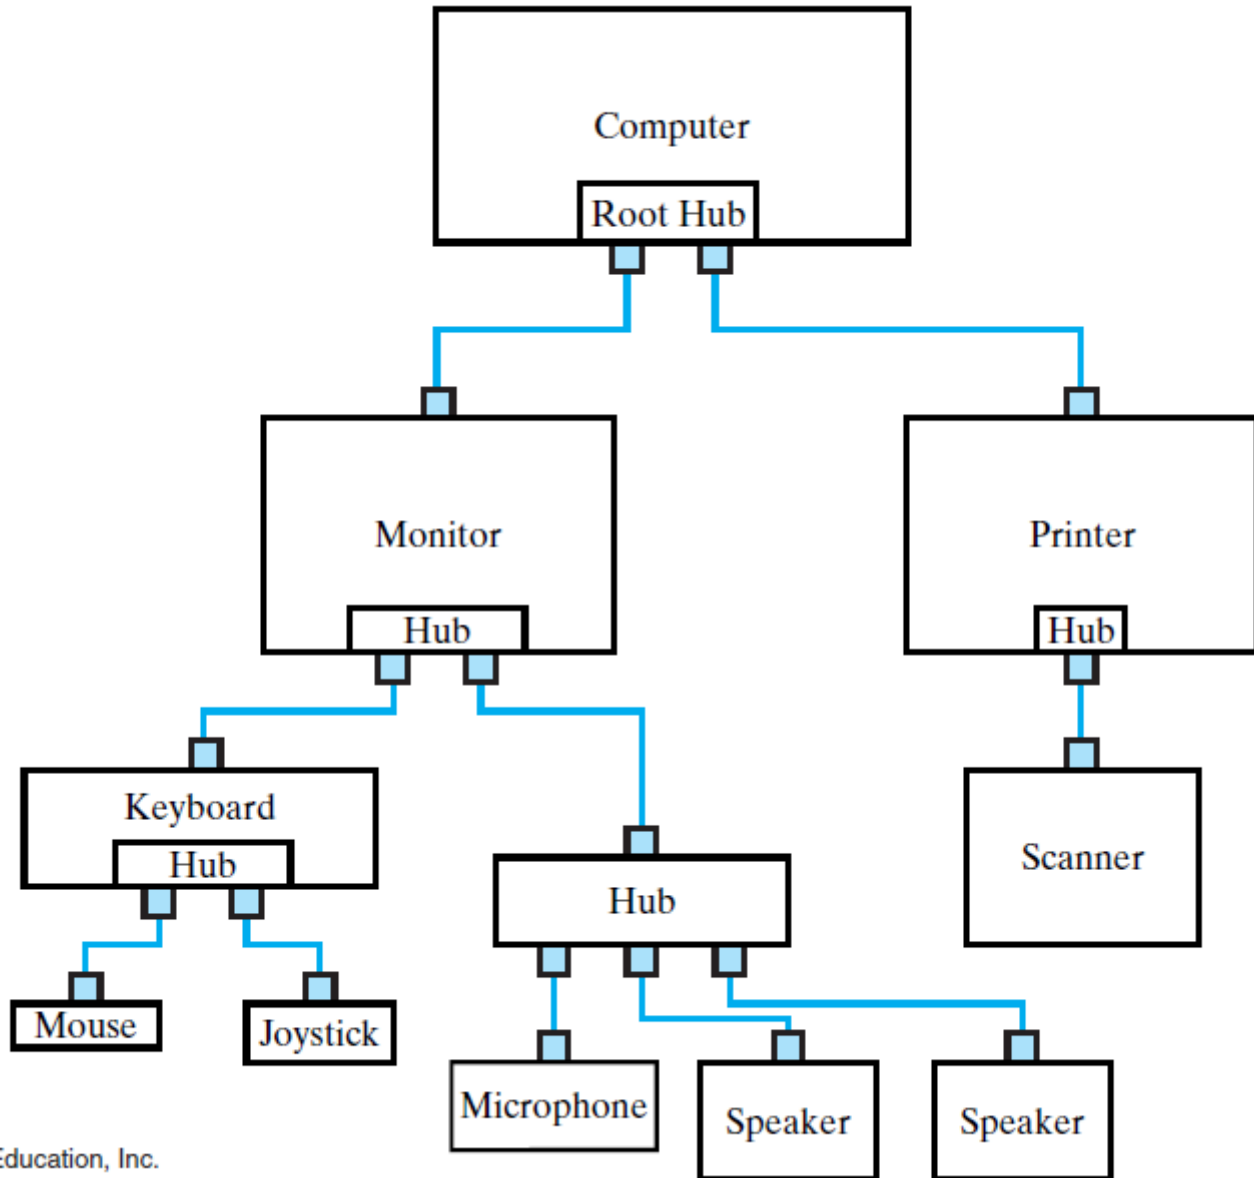 Computer
Root Hub
Monitor
Hub
Printer
Hub
Keyboard
Hub
Hub
Scanner
Mouse
Joystick
Microphone
Speaker
Speaker
Education, Inc.